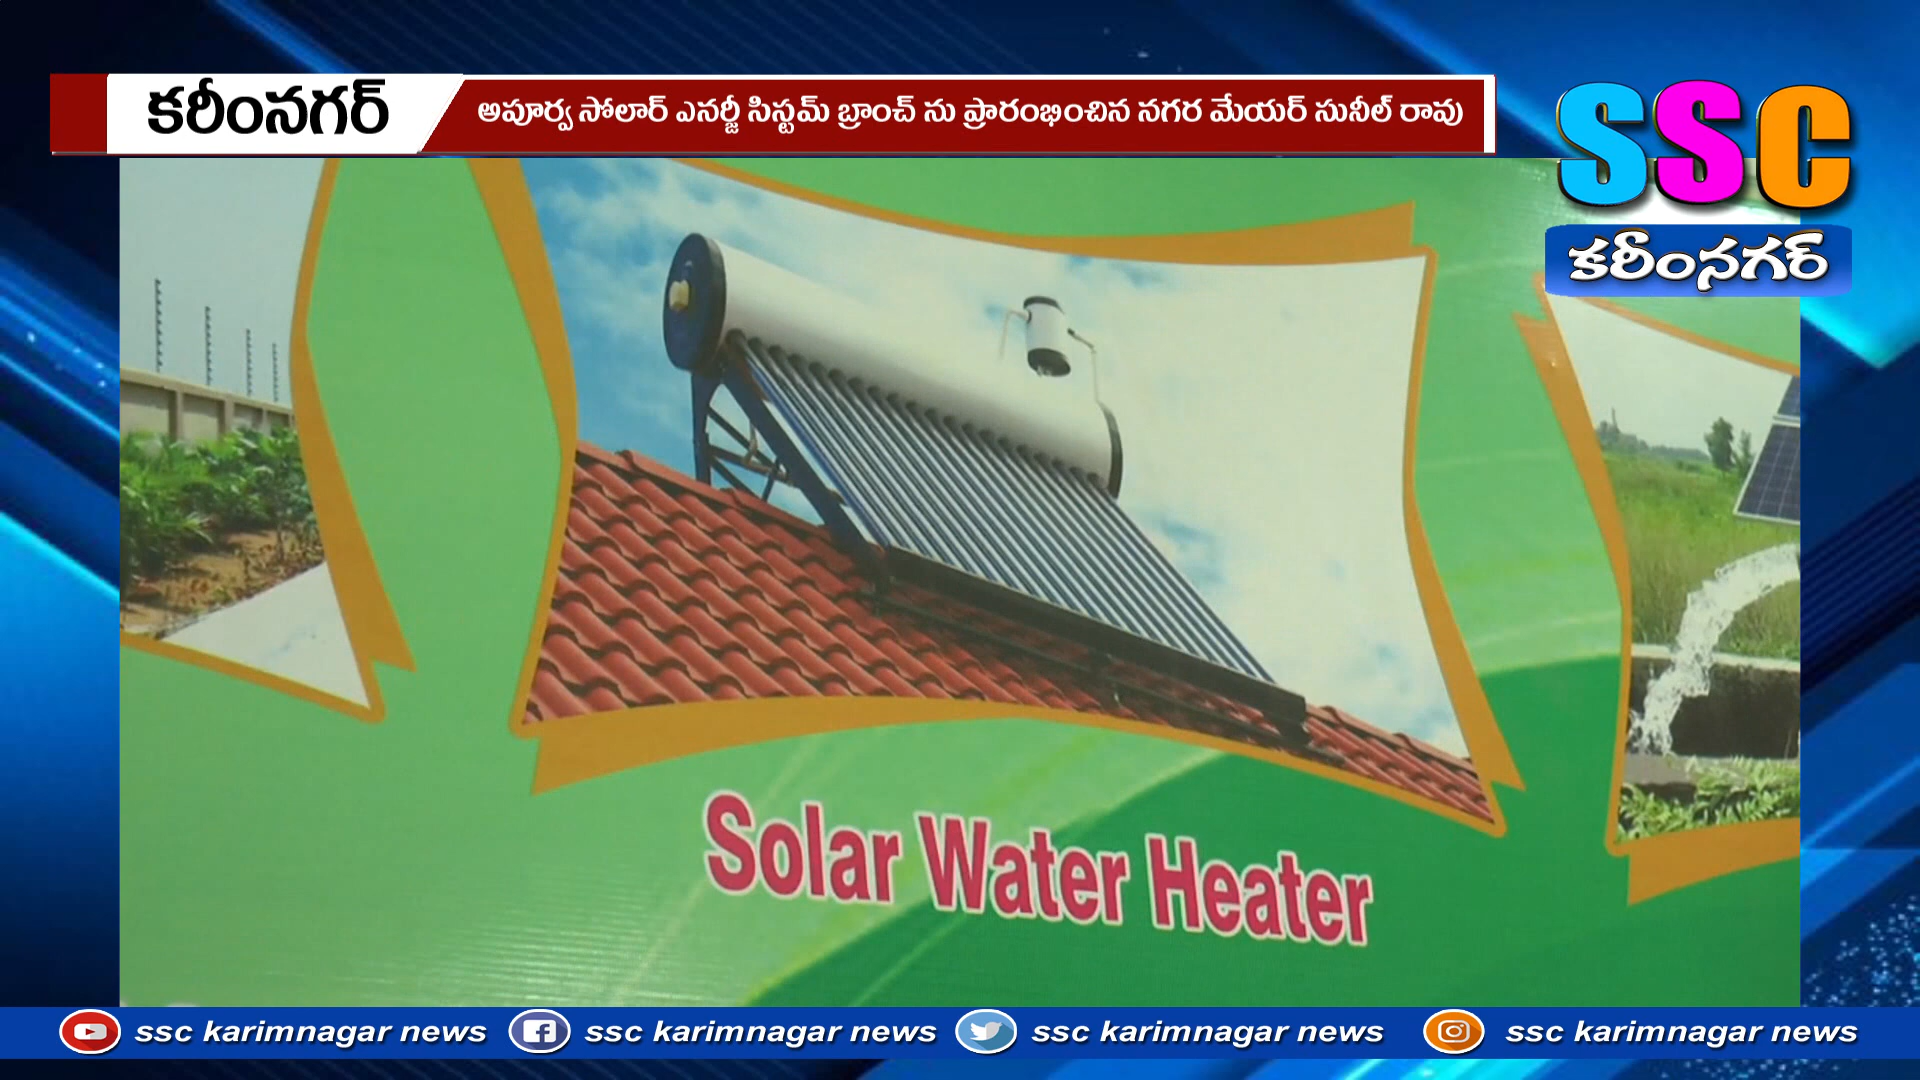 కరీంనగర్
అపూర్వ సోలార్ ఎనర్జీ సిస్టమ్ బ్రాంచ్ ను ప్రారంభించిన నగర మేయర్ సునీల్ రావు
SSC
కరీంనగర్
Solar Water Heater
ssc karimnagar news
ssc karimnagar news
ssc karimnagar news
ssc karimnagar news